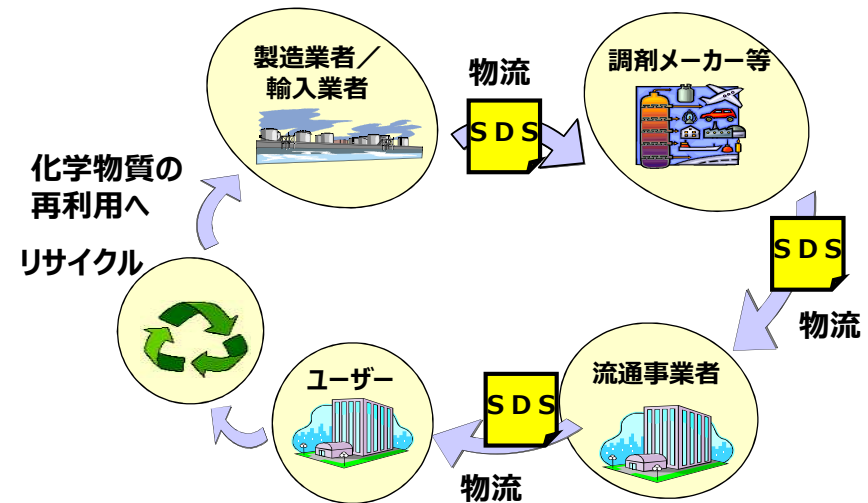 製造業者／
輸入業者
物流
ＳＤＳ
調剤メーカー等
ＳＤＳ
物流
流通事業者
ＳＤＳ
物流
ユーザー
リサイクル
化学物質の
再利用へ